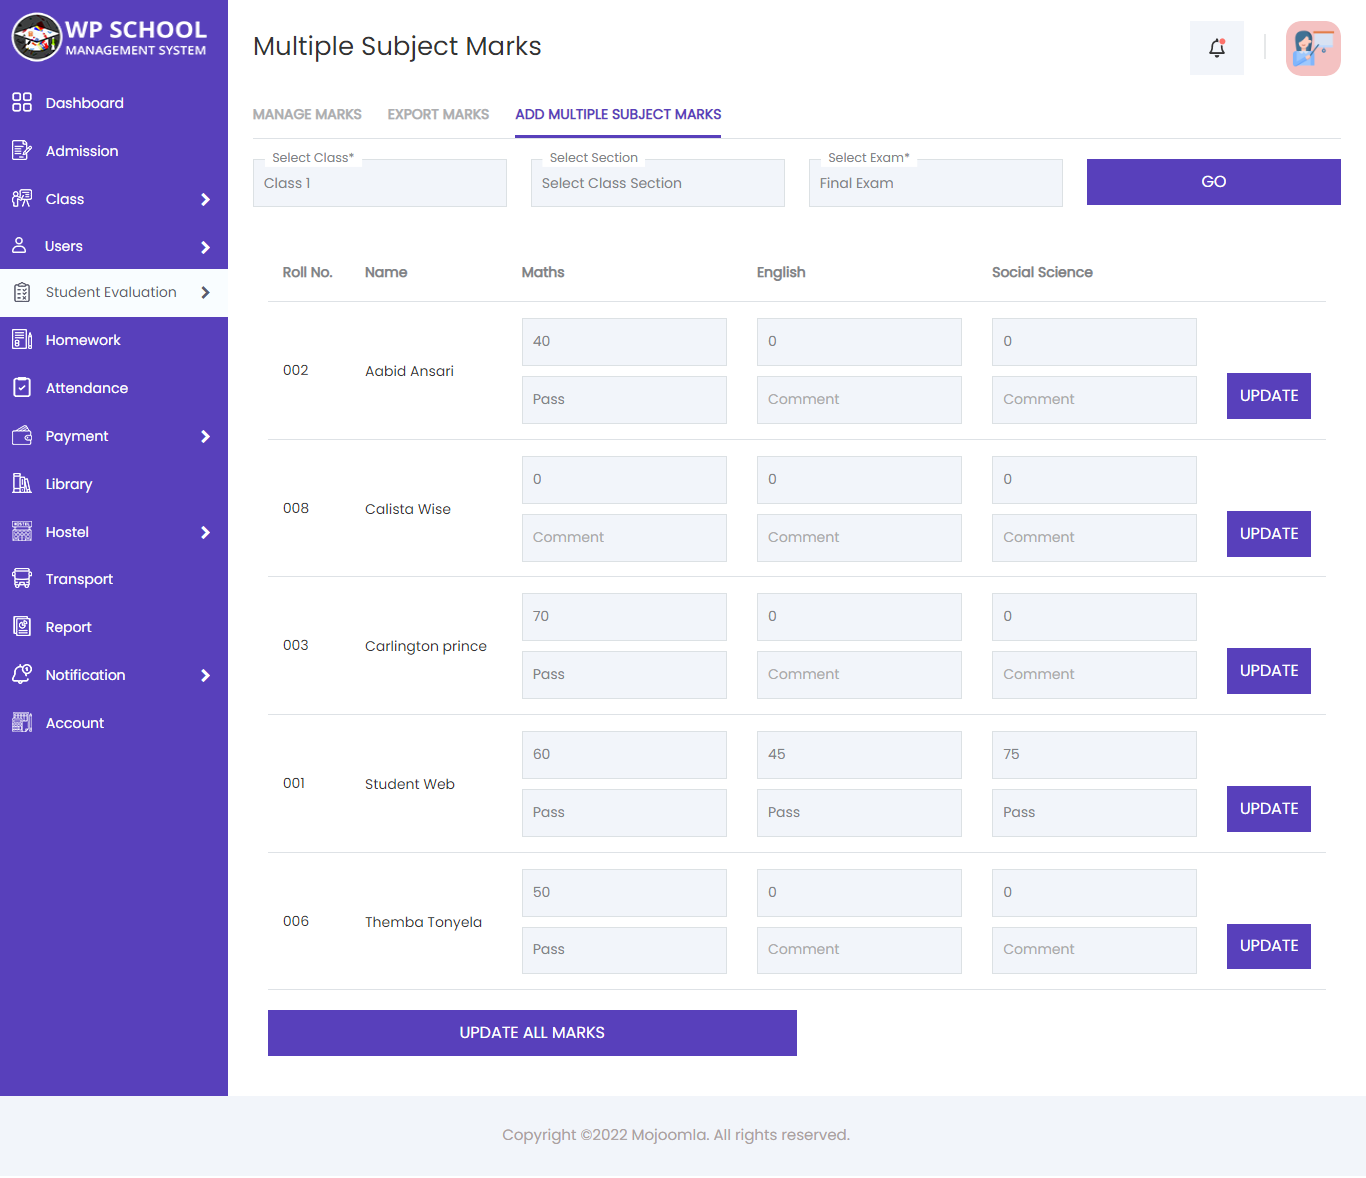 WP SCHOOL
MANAGEMENT SYSTEM
Dashboard
Admission
Class
Users
Student Evaluation
Homework
Attendance
Payment
Library
Hostel
Transport
Report
Notification
Account
Multiple Subject Marks
MANAGE MARKS EXPORT MARKS ADD MULTIPLE SUBJECT MARKS
Select Class* Select Section Select Exam*
Class 1 Select Class Section Final Exam GO
Roll No. Name Maths English Social Science
40 0 0
002 Aabid Ansari
Pass Comment Comment UPDATE
0 0 0
008 Calista Wise
Comment Comment Comment UPDATE
70 0 0
003 Carlington prince
Pass Comment Comment UPDATE
60 45 75
001 Student Web
Pass Pass Pass UPDATE
50 0 0
006 Themba Tonyela
Pass Comment Comment UPDATE
UPDATE ALL MARKS
Copyright ©2022 Mojoomla. All rights reserved.